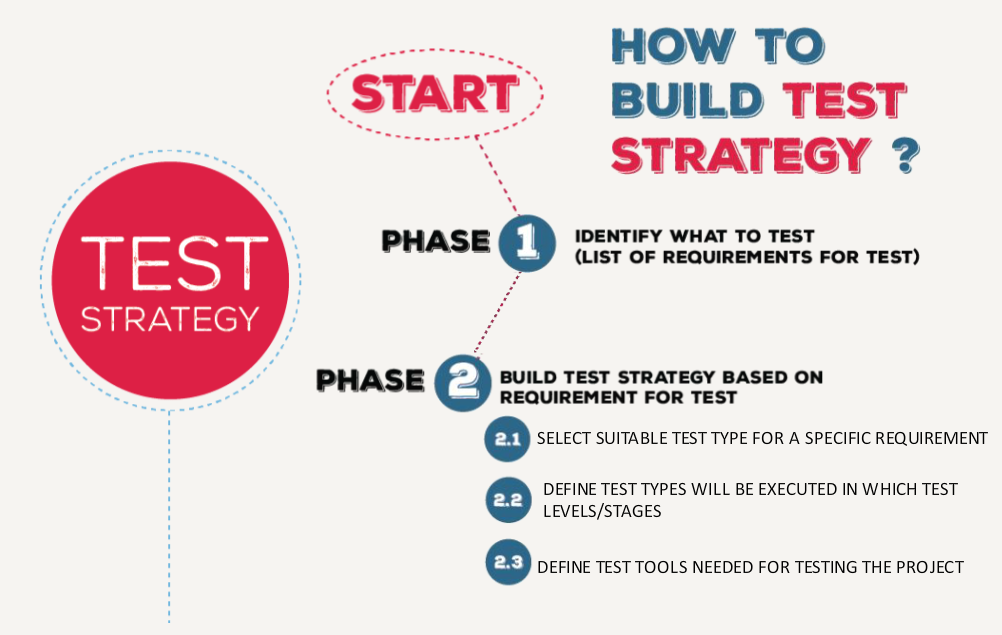 HOW TO
BUILD TEST
STRATEGY ?
START
TEST
STRATEGY
PHASE 1
IDENTIFY WHAT TO TEST
(LIST OF REQUIREMENTS FOR TEST)
PHASE 2
BUILD TEST STRATEGY BASED ON
REQUIREMENT FOR TEST
2.1 SELECT SUITABLE TEST TYPE FOR A SPECIFIC REQUIREMENT
2.2 DEFINE TEST TYPES WILL BE EXECUTED IN WHICH TEST
LEVELS/STAGES
2.3 DEFINE TEST TOOLS NEEDED FOR TESTING THE PROJECT